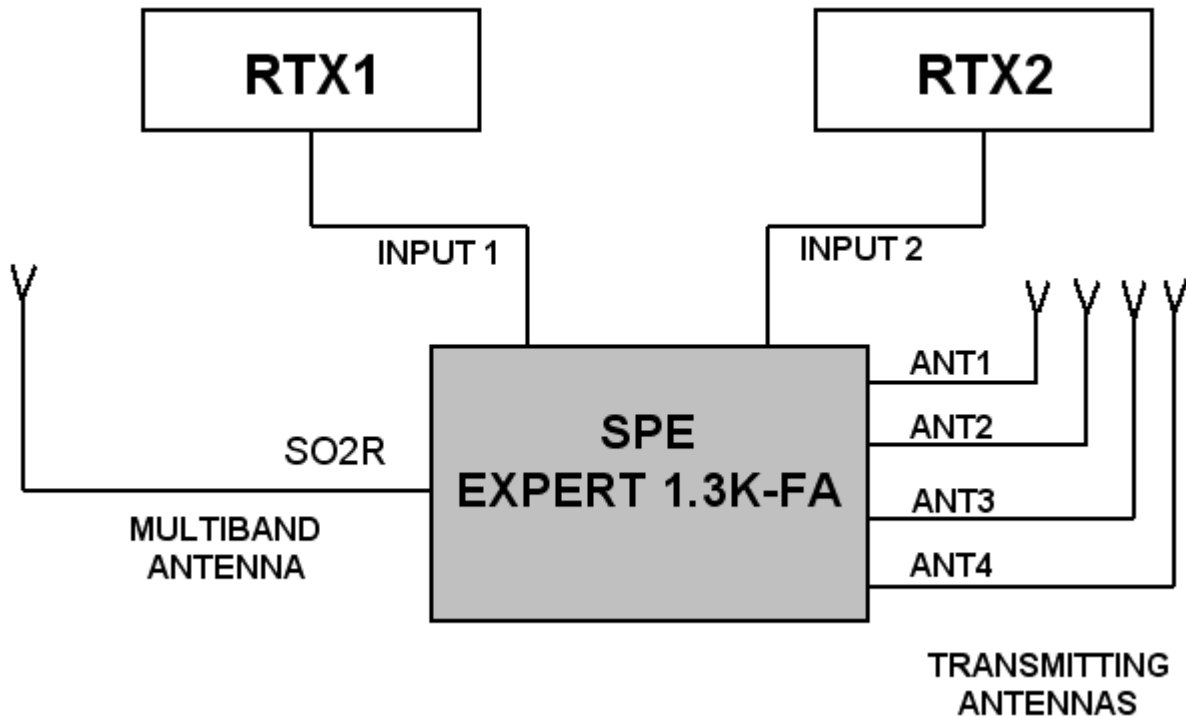 RTX1
RTX2
INPUT 1
INPUT 2
ANT1
SPE
ANT2
SO2R
EXPERT 1.3K-FA
ANT3
MULTIBAND
ANTENNA
ANT4
TRANSMITTING
ANTENNAS